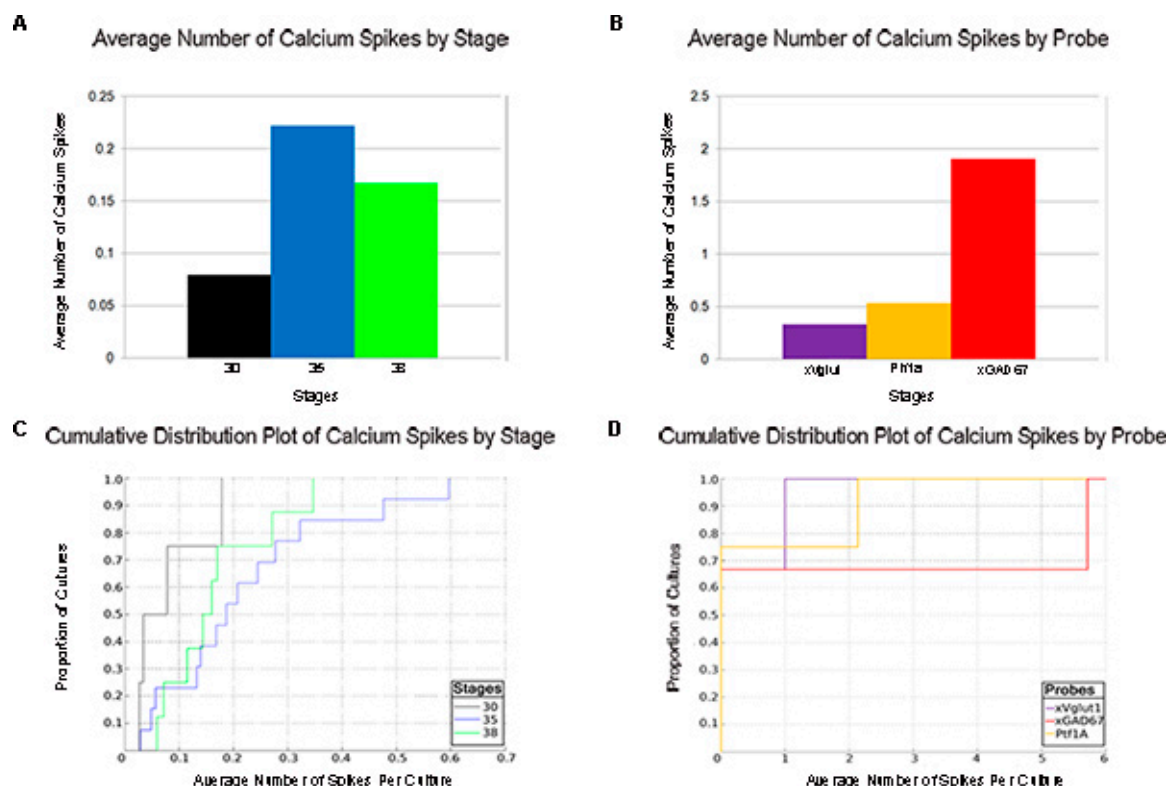 A
Average Number of Calcium Spikes by Stage
Average Number of Calcium Spikes
0.25
0.2
0.15
0.1
0.05
0
30
35
38
Stages
B
Average Number of Calcium Spikes by Probe
Average Number of Calcium Spikes
2.5
2
1.5
1
0.5
0
xVglut
Ptf1a
xGAD67
Stages
C
Cumulative Distribution Plot of Calcium Spikes by Stage
Proportion of Cultures
1.0
0.9
0.8
0.7
0.6
0.5
0.4
0.3
0.2
0.1
0
0.1
0.2
0.3
0.4
0.5
0.6
0.7
Stages
30
35
38
Average Number of Spikes Per Culture
D
Cumulative Distribution Plot of Calcium Spikes by Probe
Proportion of Cultures
1.0
0.9
0.8
0.7
0.6
0.5
0.4
0.3
0.2
0.1
0
1
2
3
4
5
6
Probes
xVglut1
xGAD67
Ptf1A
Average Number of Spikes Per Culture